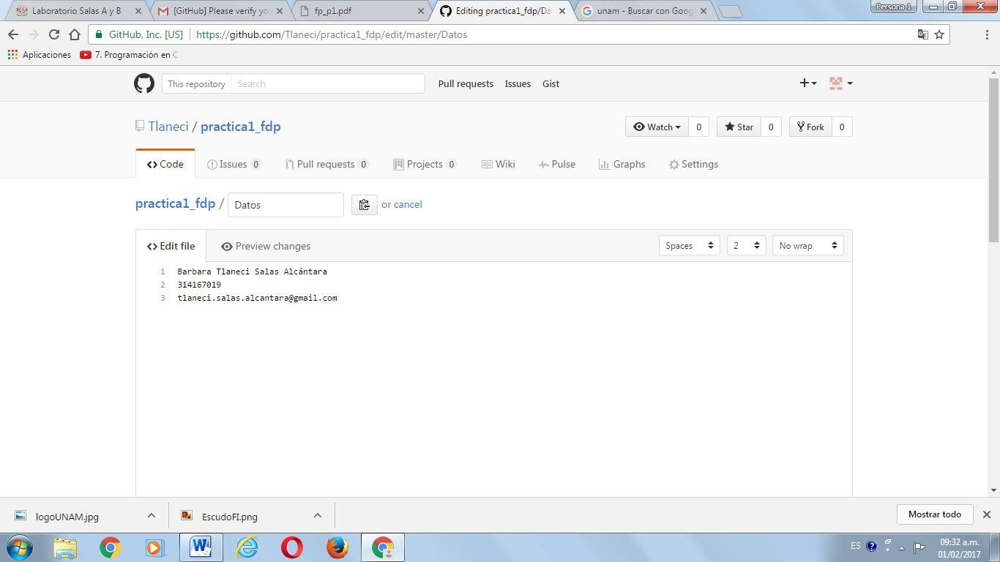 Laboratorio Salas A y B
[GitHub] Please verify yo
fp_p1.pdf
Editing practica1_fdp/Da
unam - Buscar con Goog
Persona 1
GitHub, Inc. [US]
https://github.com/Tlaneci/practica1_fdp/edit/master/Datos
Aplicaciones
7. Programación en C
This repository
Search
Pull requests
Issues
Gist
Tlaneci / practica1_fdp
Watch
0
Star
0
Fork
0
Code
Issues 0
Pull requests 0
Projects 0
Wiki
Pulse
Graphs
Settings
practica1_fdp / Datos
or cancel
Edit file
Preview changes
Spaces
2
No wrap
1 Barbara Tlaneci Salas Alcántara
2 314167019
3 tlaneci.salas.alcantara@gmail.com
logoUNAM.jpg
EscudoFI.png
Mostrar todo
ES
09:32 a.m.
01/02/2017